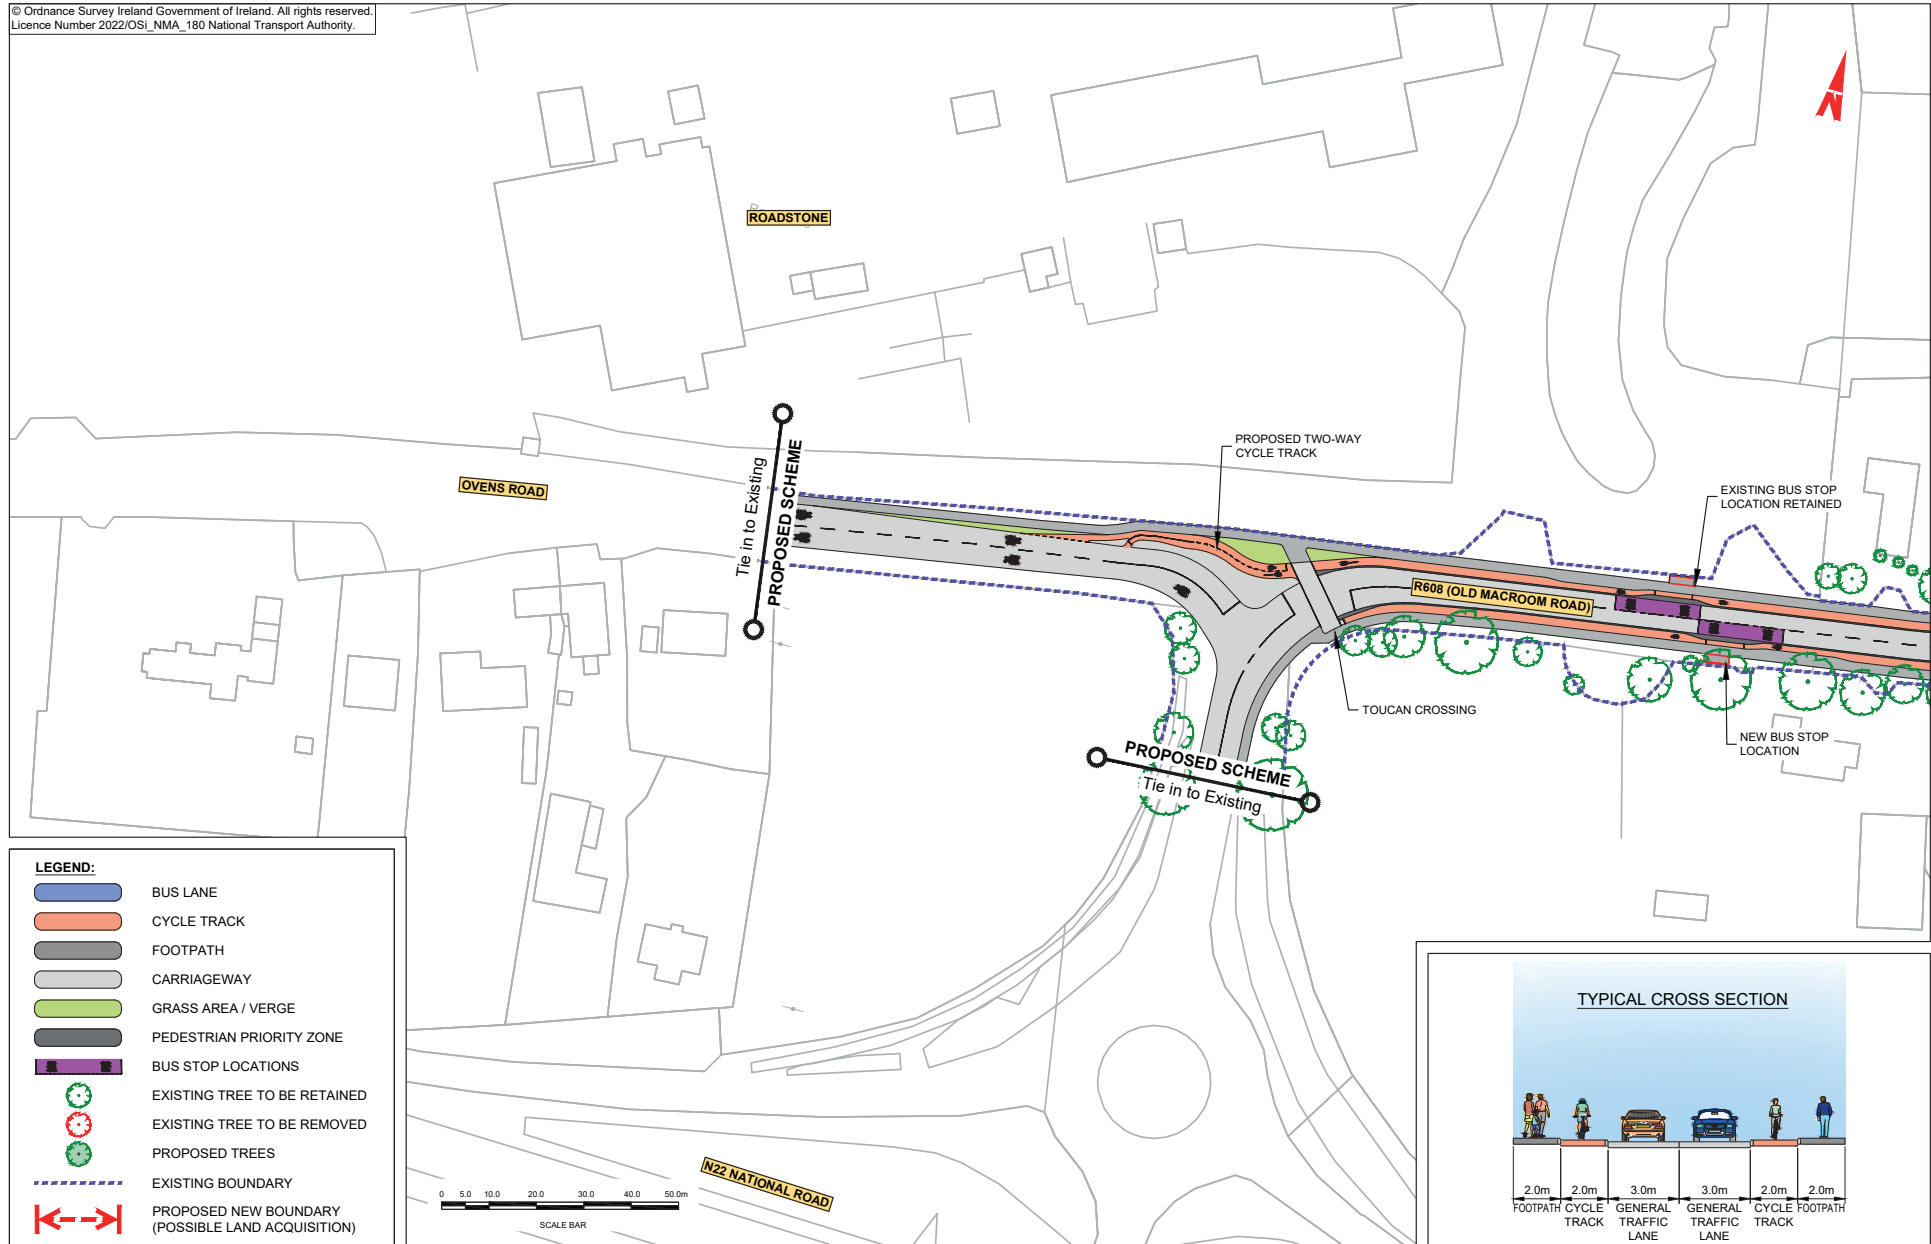 © Ordnance Survey Ireland Government of Ireland. All rights reserved.
Licence Number 2022/OSi_NMA_180 National Transport Authority.
N
ROADSTONE
OVENS ROAD
Tie in to Existing
PROPOSED SCHEME
PROPOSED TWO-WAY
CYCLE TRACK
EXISTING BUS STOP
LOCATION RETAINED
R608 (OLD MACROOM ROAD)
TOUCAN CROSSING
NEW BUS STOP
LOCATION
PROPOSED SCHEME
Tie in to Existing
N22 NATIONAL ROAD
LEGEND:
BUS LANE
CYCLE TRACK
FOOTPATH
CARRIAGEWAY
GRASS AREA / VERGE
PEDESTRIAN PRIORITY ZONE
BUS STOP LOCATIONS
EXISTING TREE TO BE RETAINED
EXISTING TREE TO BE REMOVED
PROPOSED TREES
EXISTING BOUNDARY
PROPOSED NEW BOUNDARY
(POSSIBLE LAND ACQUISITION)
0 5.0 10.0 20.0 30.0 40.0 50.0m
SCALE BAR
TYPICAL CROSS SECTION
2.0m 2.0m 3.0m 3.0m 2.0m 2.0m
FOOTPATH CYCLE GENERAL GENERAL CYCLE FOOTPATH
TRACK TRAFFIC TRAFFIC TRACK
LANE LANE